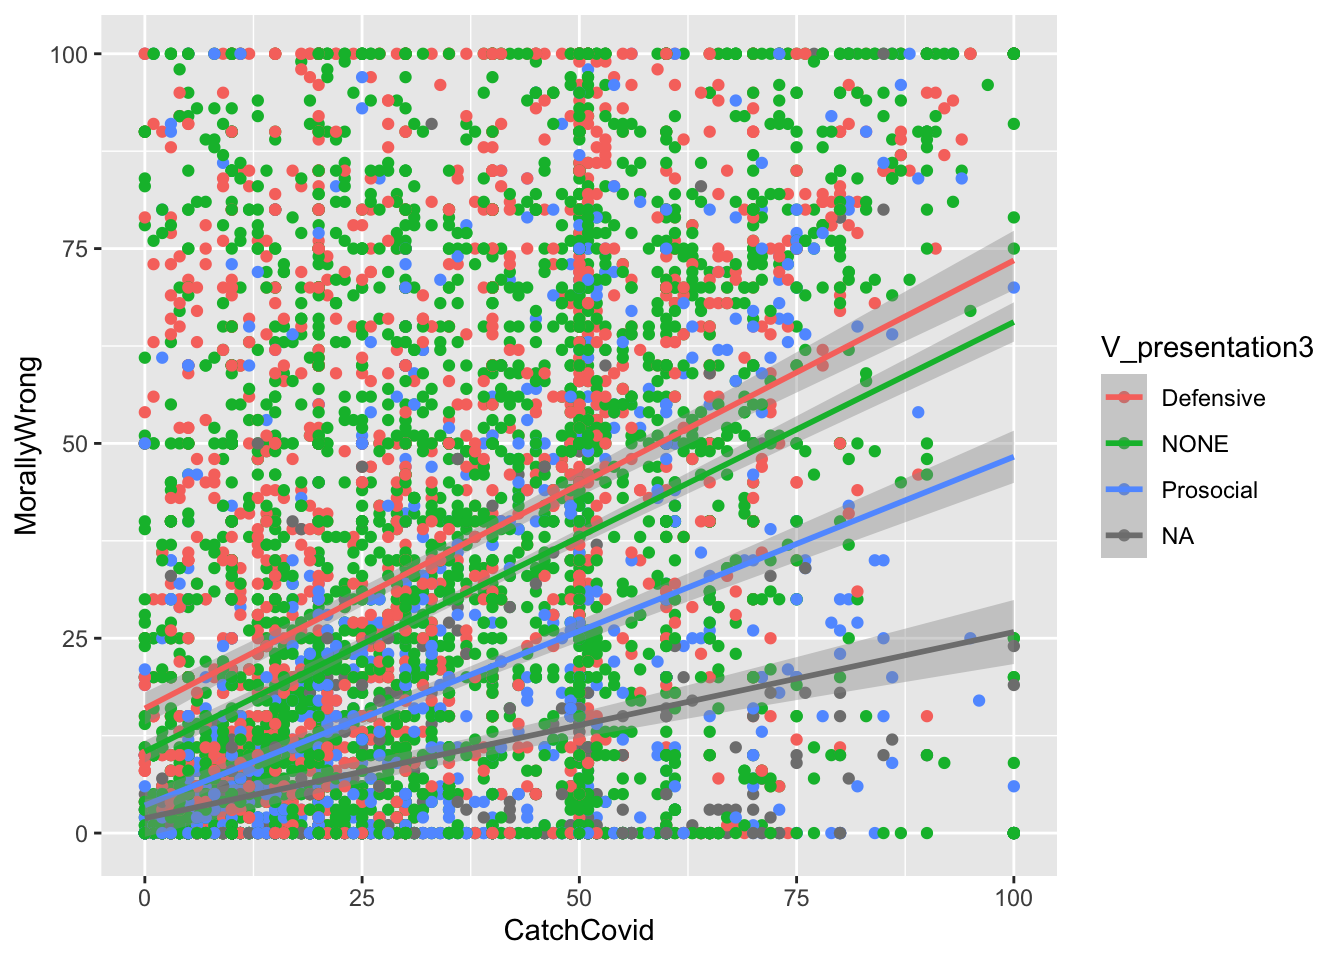 100
75
50
25
0
MorallyWrong
0 25 50 75 100
CatchCovid
V_presentation3
Defensive
NONE
Prosocial
NA